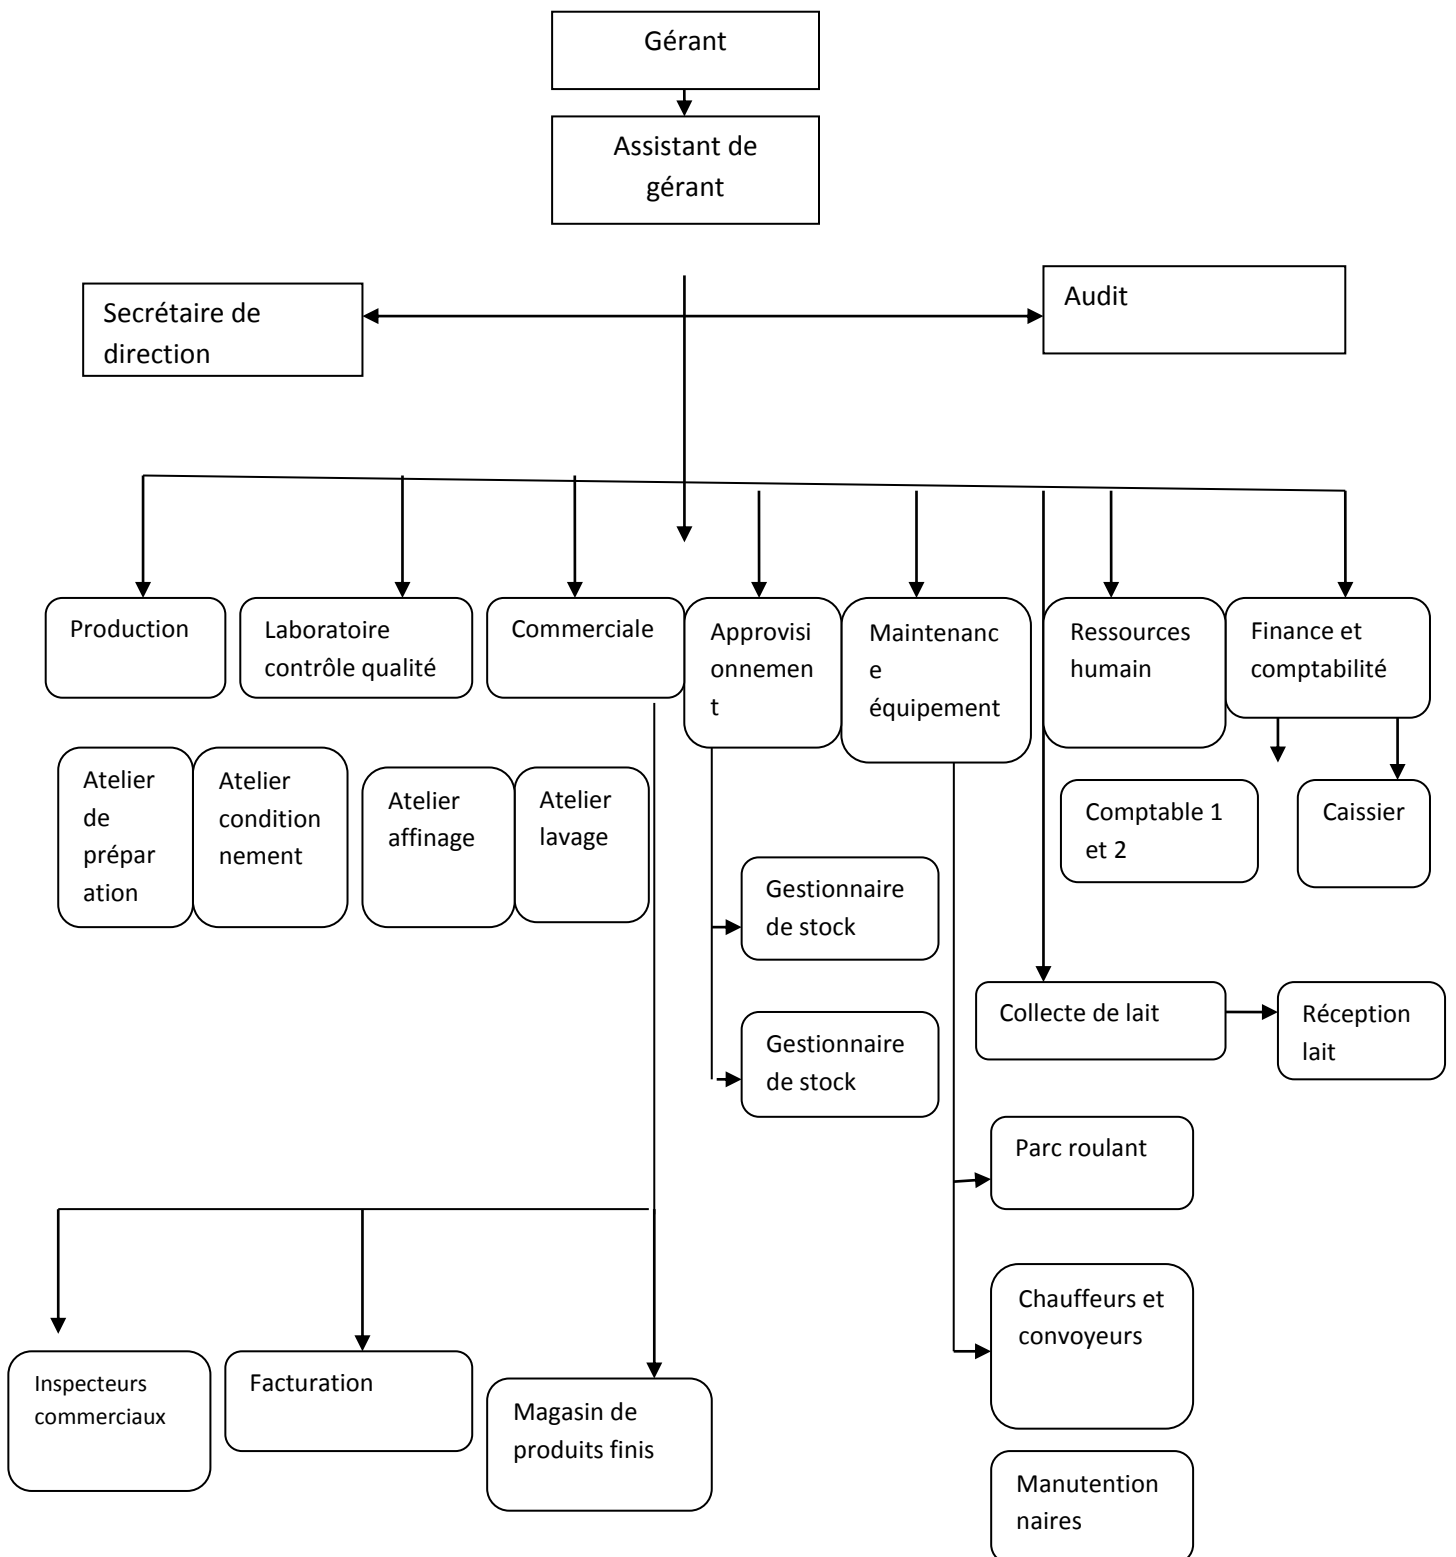 Gérant
Assistant de
gérant
Secrétaire de
direction
Audit
Production
Laboratoire
contrôle qualité
Commerciale
Approvisi
onnemen
t
Maintenanc
e
équipement
Ressources
humain
Finance et
comptabilité
Atelier
de
prépar
ation
Atelier
condition
nement
Atelier
affinage
Atelier
lavage
Comptable 1
et 2
Caissier
Gestionnaire
de stock
Collecte de lait
Réception
lait
Gestionnaire
de stock
Parc roulant
Chauffeurs et
convoyeurs
Inspecteurs
commerciaux
Facturation
Magasin de
produits finis
Manutention
naires